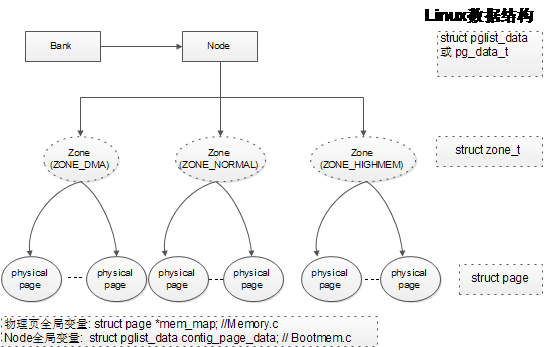 Linux数据结构
Bank
Node
struct pglist_data
或 pg_data_t
Zone
(ZONE_DMA)
Zone
(ZONE_NORMAL)
Zone
(ZONE_HIGHMEM)
struct zone_t
physical
page
physical
page
physical
page
physical
page
physical
page
physical
page
struct page
物理页全局变量: struct page *mem_map; //Memory.c
Node全局变量: struct pglist_data contig_page_data; // Bootmem.c